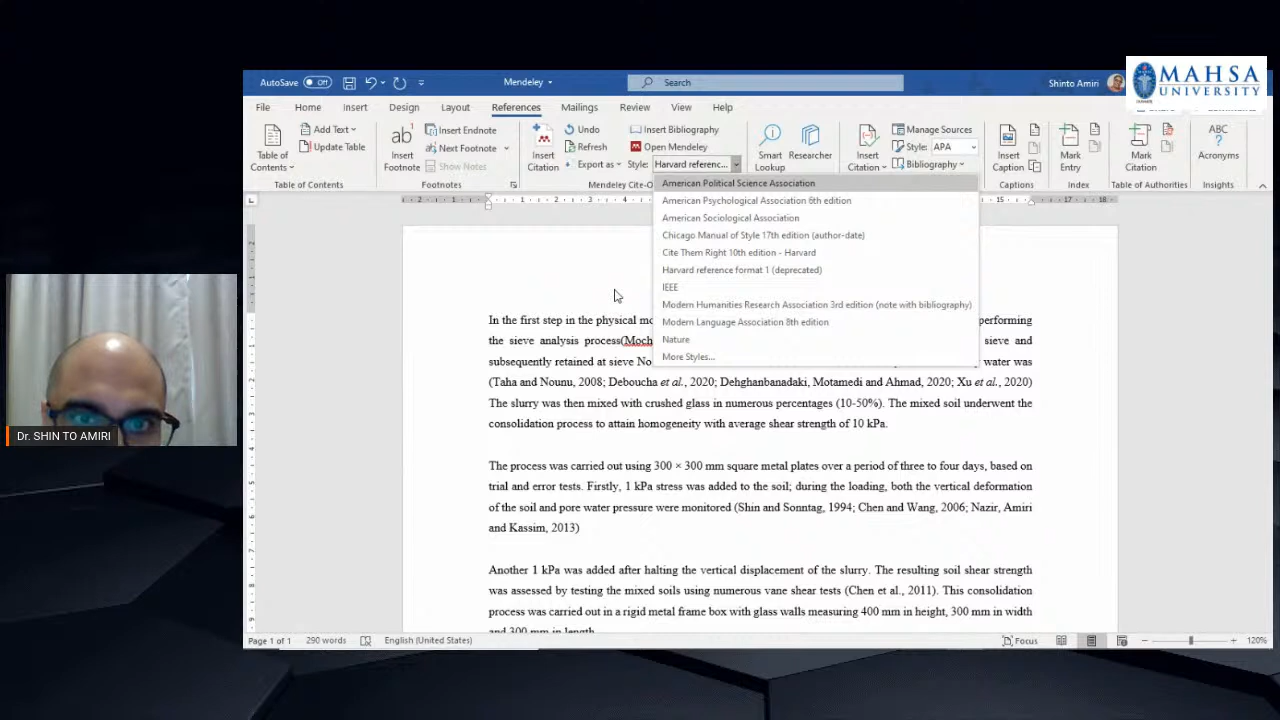 MAHSA
UNIVERSITY
AutoSave Off
Mendeley
Search
Shinto Amiri
File Home Insert Design Layout References Mailings Review View Help
Table of Contents
Add Text
Update Table
Table of Contents
ab
Insert Footnote
Insert Endnote
Next Footnote
Show Notes
Footnotes
Insert Citation
Undo
Refresh
Export as
Insert Bibliography
Open Mendeley
Style: Harvard referenc...
Mendeley Cite-O
Smart Lookup
Researcher
Insert Citation
Manage Sources
Style: APA
Bibliography
Insert Caption
Captions
Mark Entry
Index
Mark Citation
Table of Authorities
ABC
?
Acronyms
Insights
American Political Science Association
American Psychological Association 6th edition
American Sociological Association
Chicago Manual of Style 17th edition (author-date)
Cite Them Right 10th edition - Harvard
Harvard reference format 1 (deprecated)
IEEE
Modern Humanities Research Association 3rd edition (note with bibliography)
Modern Language Association 8th edition
Nature
More Styles...
2 1 1 2 3 4 15 17 18
In the first step in the physical mo performing
the sieve analysis process(Moch sieve and
subsequently retained at sieve No water was
(Taha and Nounu, 2008; Deboucha et al., 2020; Dehghanbanadaki, Motamedi and Ahmad, 2020; Xu et al., 2020)
The slurry was then mixed with crushed glass in numerous percentages (10-50%). The mixed soil underwent the
consolidation process to attain homogeneity with average shear strength of 10 kPa.
The process was carried out using 300 × 300 mm square metal plates over a period of three to four days, based on
trial and error tests. Firstly, 1 kPa stress was added to the soil; during the loading, both the vertical deformation
of the soil and pore water pressure were monitored (Shin and Sonntag, 1994; Chen and Wang, 2006; Nazir, Amiri
and Kassim, 2013)
Another 1 kPa was added after halting the vertical displacement of the slurry. The resulting soil shear strength
was assessed by testing the mixed soils using numerous vane shear tests (Chen et al., 2011). This consolidation
process was carried out in a rigid metal frame box with glass walls measuring 400 mm in height, 300 mm in width
and 300 mm in length.
Dr. SHIN TO AMIRI
Page 1 of 1 290 words English (United States) Focus 120%